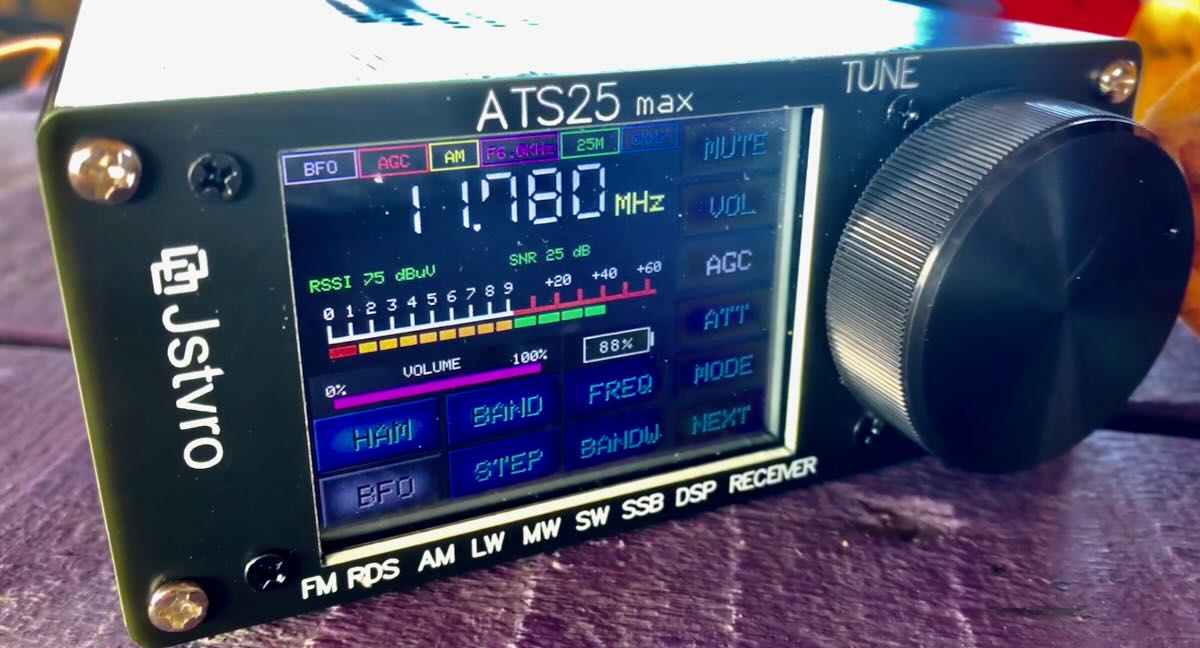 ATS25 max
TUNE
Jstvro
BFO AGC AM F6.0KHz 25M 5KHz
11.780 MHz
RSSI 75 dBuV
SNR 25 dB
0 1 2 3 4 5 6 7 8 9 +20 +40 +60
0% VOLUME 100%
88%
HAM BAND FREQ
BFO STEP BANDW
MUTE
VOL
AGC
ATT
MODE
NEXT
FM RDS AM LW MW SW SSB DSP RECEIVER